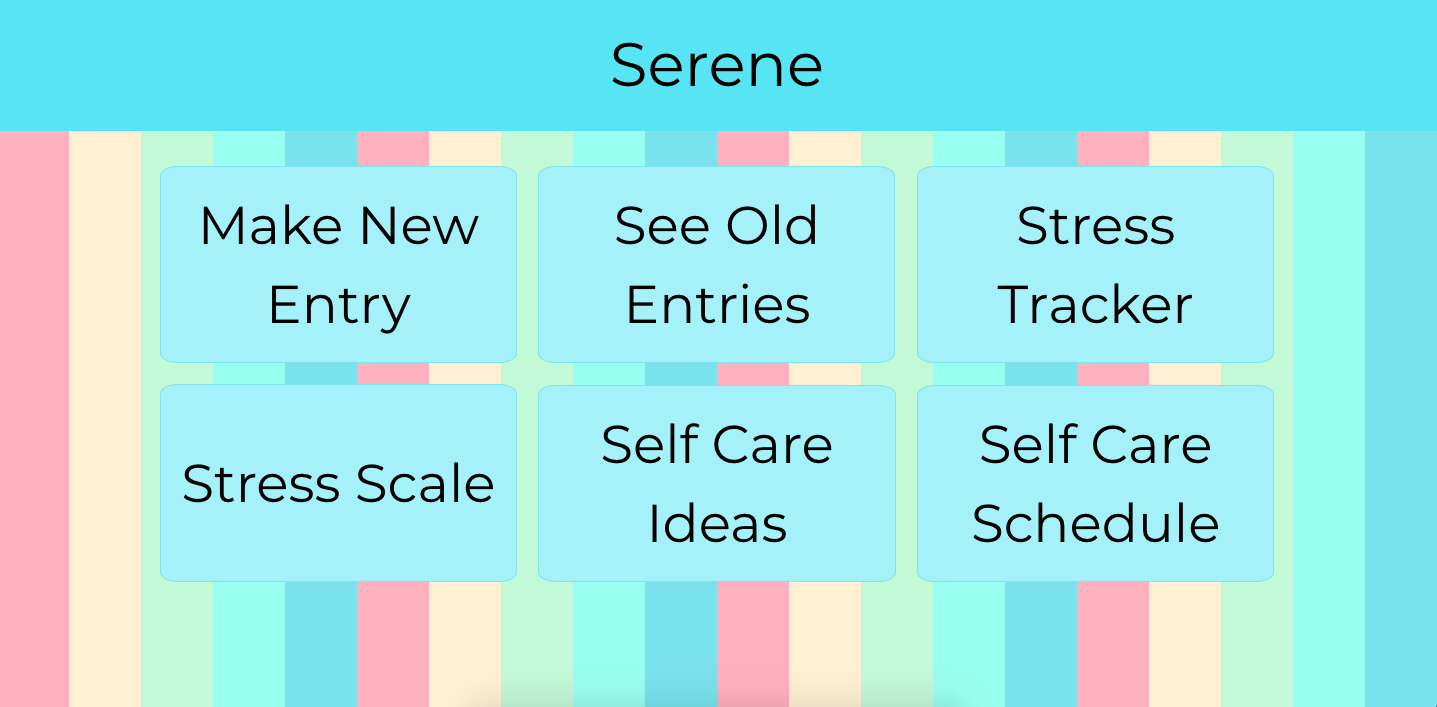 Serene
Make New
Entry
See Old
Entries
Stress
Tracker
Stress Scale
Self Care
Ideas
Self Care
Schedule